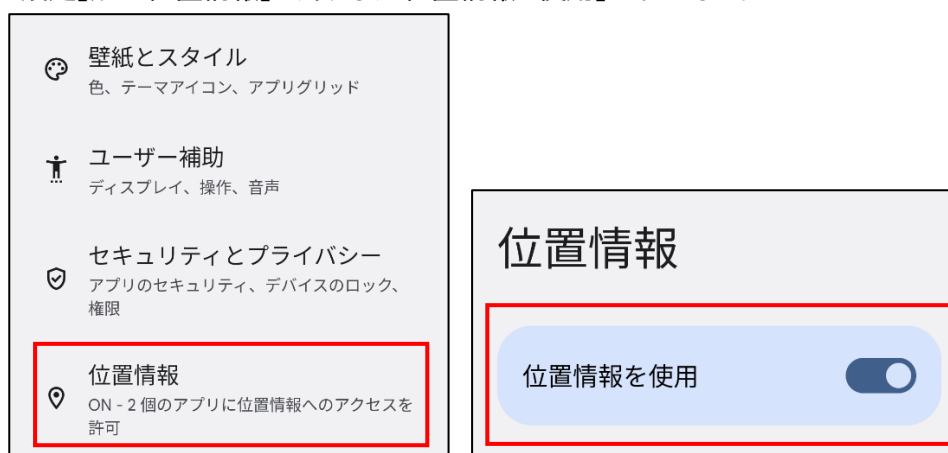 壁紙とスタイル
色、テーマアイコン、アプリグリッド
ユーザー補助
ディスプレイ、操作、音声
セキュリティとプライバシー
アプリのセキュリティ、デバイスのロック、
権限
位置情報
ON - 2 個のアプリに位置情報へのアクセスを
許可
位置情報
位置情報を使用